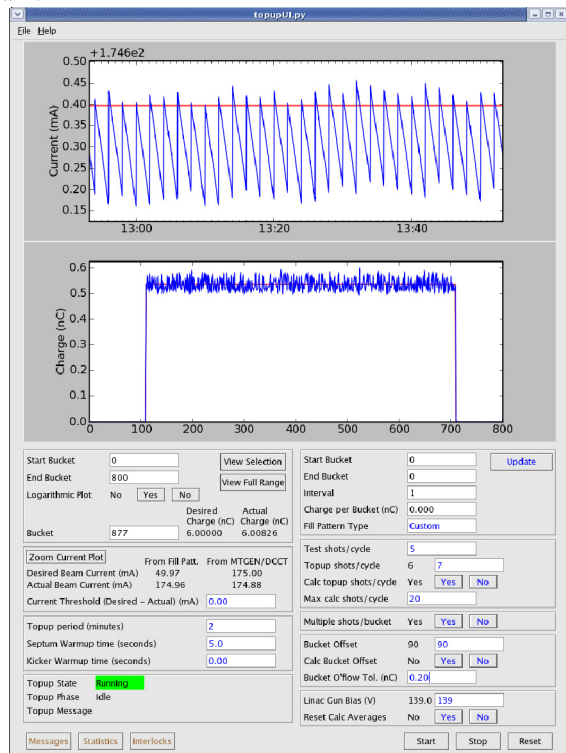 topupUI.py
File Help
+1.746e2
0.50
0.45
0.40
0.35
0.30
0.25
0.20
0.15
Current (mA)
13:00 13:20 13:40
0.6
0.5
0.4
0.3
0.2
0.1
0.0
Charge (nC)
0 100 200 300 400 500 600 700 800
Start Bucket 0 View Selection
End Bucket 800 View Full Range
Logarithmic Plot No Yes No
Desired Actual
Charge (nC) Charge (nC)
Bucket 877 6.00000 6.00826
Zoom Current Plot From Fill Patt. From MTGEN/DCCT
Desired Beam Current (mA) 49.97 175.00
Actual Beam Current (mA) 174.96 174.88
Current Threshold (Desired – Actual) (mA) 0.00
Topup period (minutes) 2
Septum Warmup time (seconds) 5.0
Kicker Warmup time (seconds) 0.00
Topup State Running
Topup Phase Idle
Topup Message
Messages Statistics Interlocks
Start Bucket 0 Update
End Bucket 0
Interval 1
Charge per Bucket (nC) 0.000
Fill Pattern Type Custom
Test shots/cycle 5
Topup shots/cycle 6 7
Calc topup shots/cycle Yes Yes No
Max calc shots/cycle 20
Multiple shots/bucket Yes Yes No
Bucket Offset 90 90
Calc Bucket Offset No Yes No
Bucket O'flow Tol. (nC) 0.20
Linac Gun Bias (V) 139.0 139
Reset Calc Averages No Yes No
Start Stop Reset